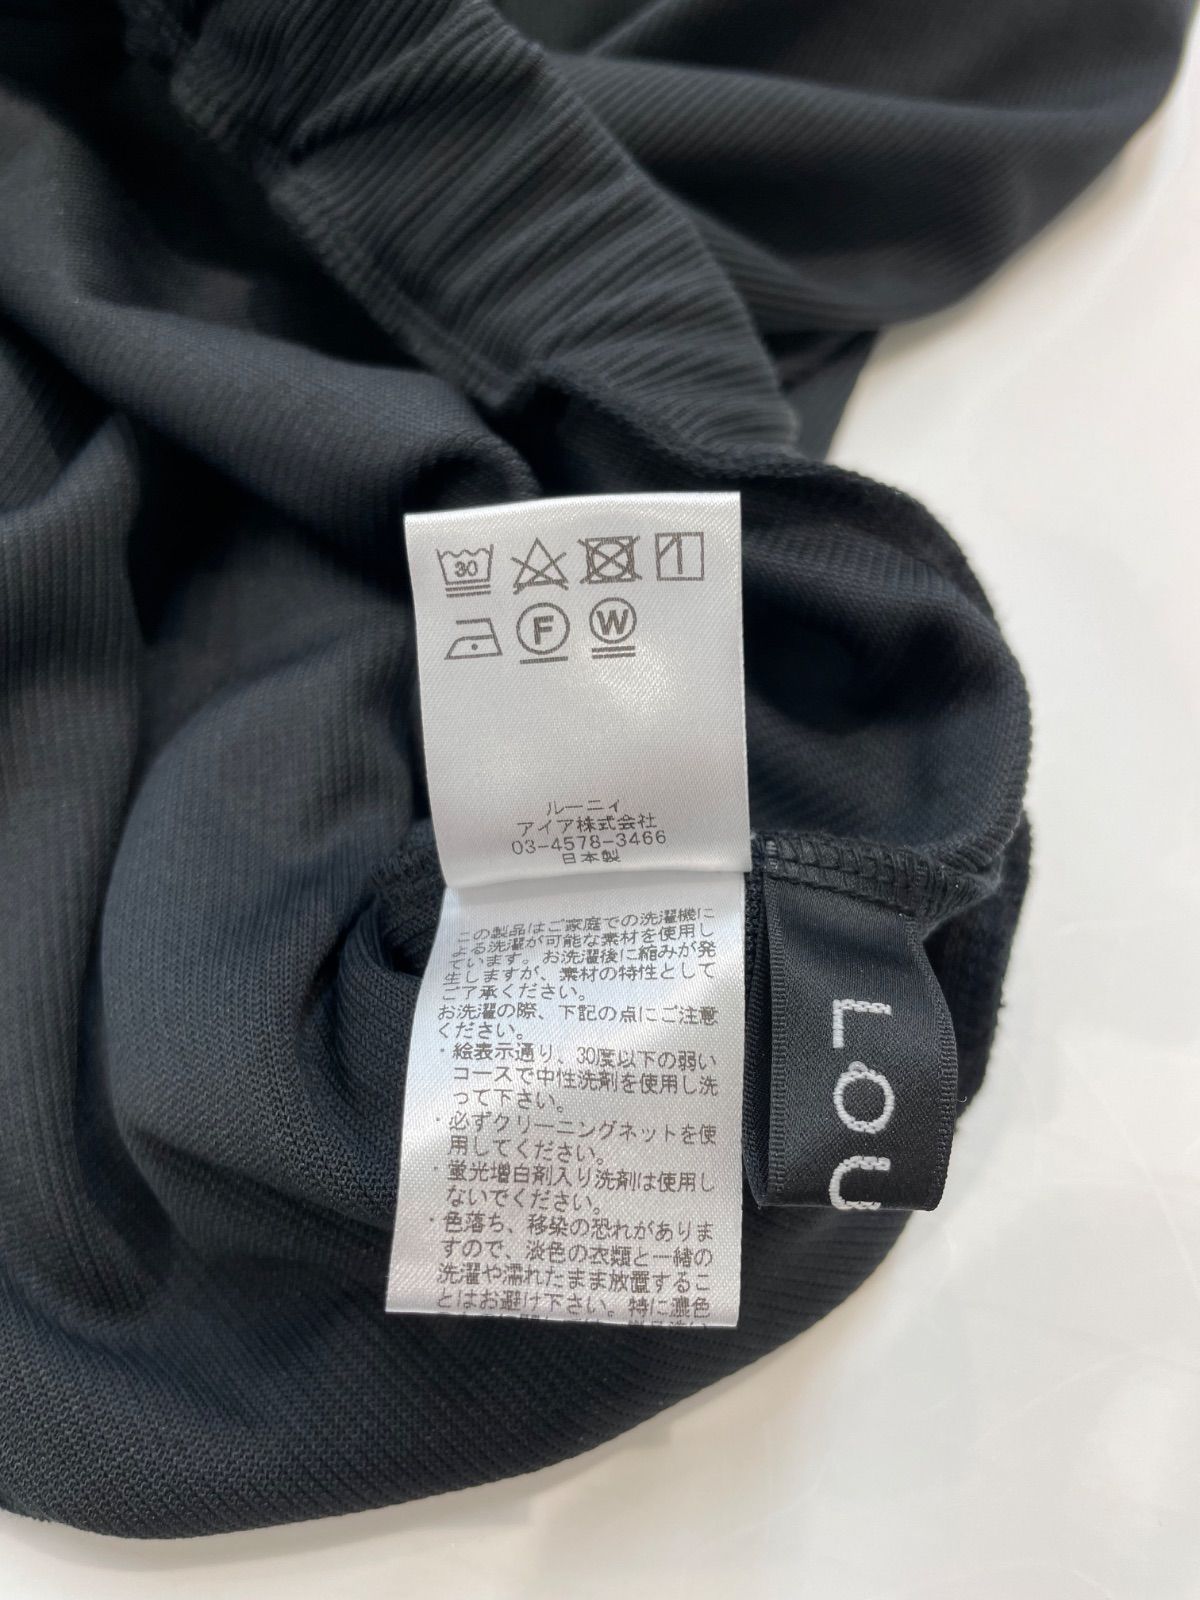 30
F W
ルーニィ
アイア株式会社
03-4578-3466
日本製
この製品はご家庭での洗濯機に
よる洗濯が可能な素材を使用し
ています。お洗濯後に縮みが発
生しますが、素材の特性として
ご了承ください。
お洗濯の際、下記の点にご注意
ください。
・絵表示通り、30度以下の弱い
コースで中性洗剤を使用し洗
って下さい。
・必ずクリーニングネットを使
用してください。
・蛍光増白剤入り洗剤は使用し
ないでください。
・色落ち、移染の恐れがありま
すので、淡色の衣類と一緒の
洗濯や濡れたまま放置するこ
とはお避け下さい。特に濃色
LOU